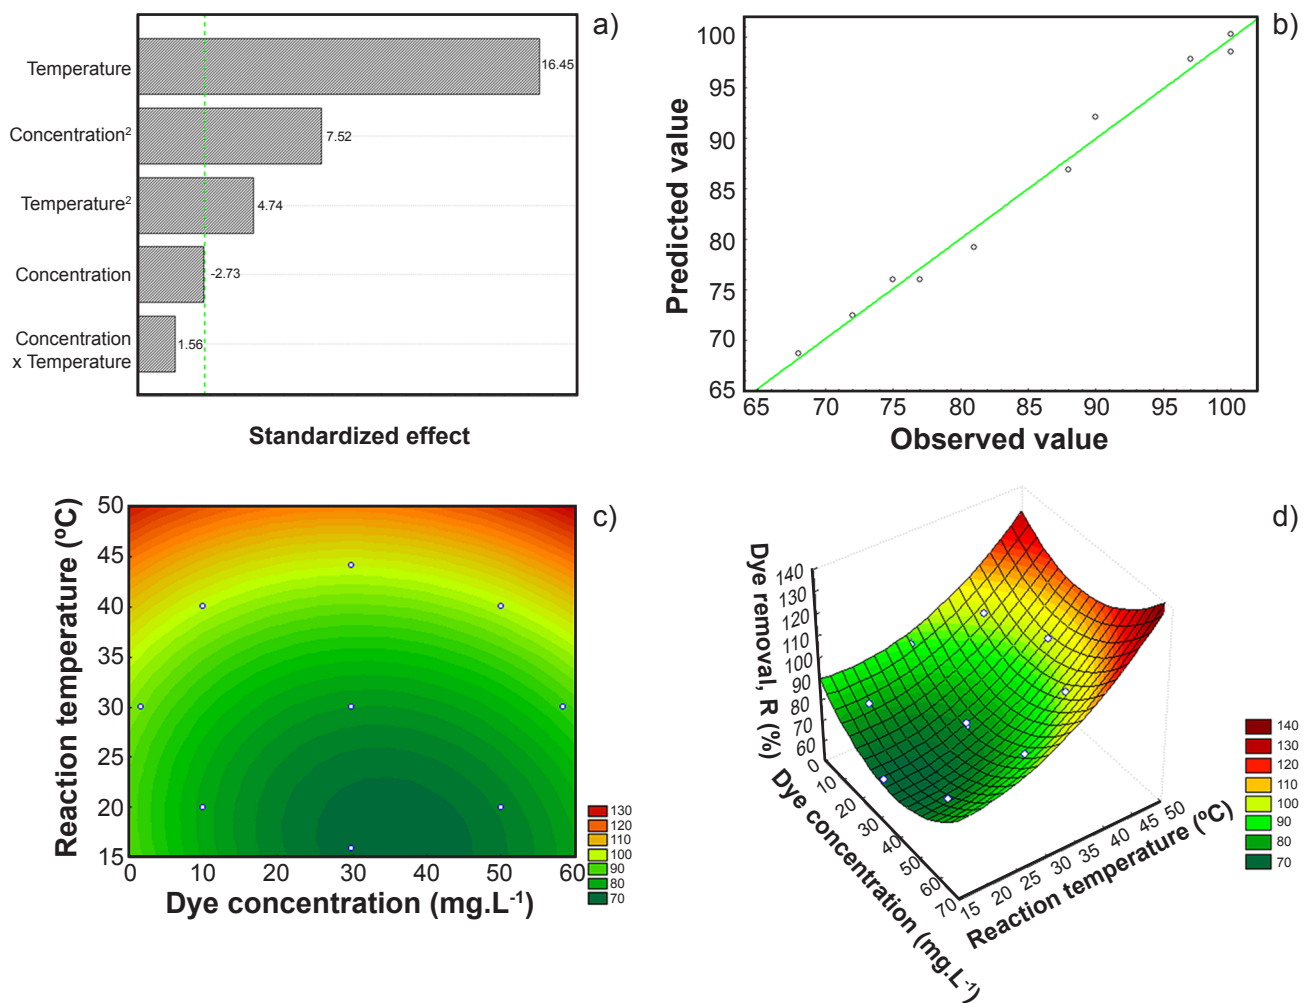 a)
Temperature
16.45
Concentration²
7.52
Temperature²
4.74
Concentration
-2.73
Concentration
x Temperature
1.56
Standardized effect
b)
Predicted value
100
95
90
85
80
75
70
65
65 70 75 80 85 90 95 100
Observed value
c)
Reaction temperature (ºC)
50
45
40
35
30
25
20
15
0 10 20 30 40 50 60
Dye concentration (mg.L⁻¹)
130
120
110
100
90
80
70
d)
Dye removal, R (%)
140
130
120
110
100
90
80
70
60
0
10
20
30
40
50
60
70
Dye concentration (mg.L⁻¹)
15 20 25 30 35 40 45 50
Reaction temperature (ºC)
140
130
120
110
100
90
80
70